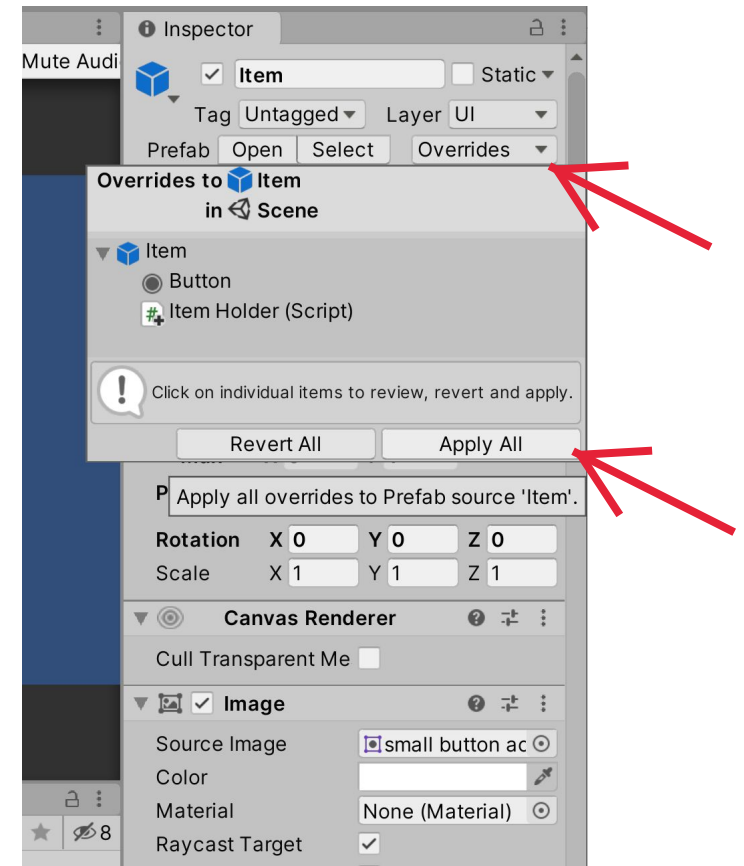 Inspector
Mute Audi
Item
Static
Tag Untagged Layer UI
Prefab Open Select Overrides
Overrides to Item
in Scene
Item
Button
Item Holder (Script)
Click on individual items to review, revert and apply.
Revert All Apply All
P
Apply all overrides to Prefab source 'Item'.
Rotation X 0 Y 0 Z 0
Scale X 1 Y 1 Z 1
Canvas Renderer
Cull Transparent Me
Image
Source Image small button ac
Color
Material None (Material)
8
Raycast Target